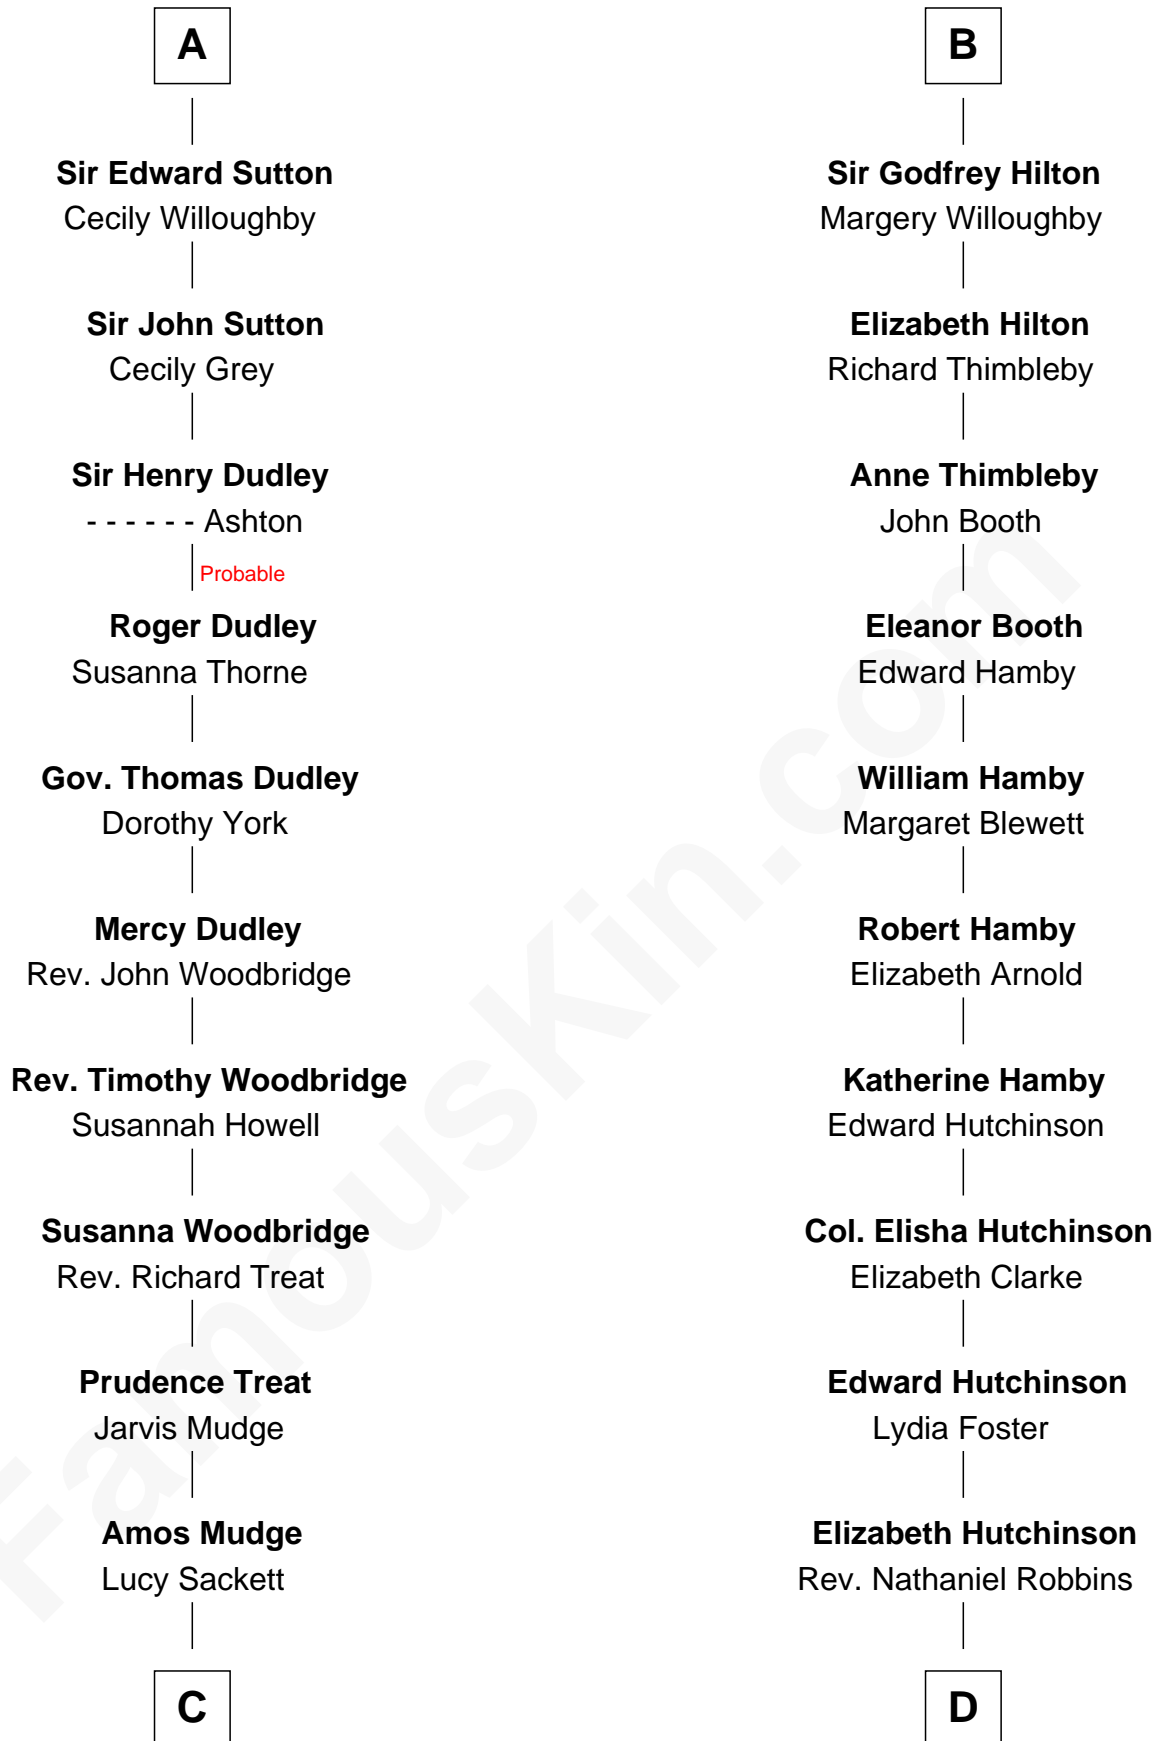 A
Sir Edward Sutton
Cecily Willoughby
Sir John Sutton
Cecily Grey
Sir Henry Dudley
- - - - - - Ashton
Probable
Roger Dudley
Susanna Thorne
Gov. Thomas Dudley
Dorothy York
Mercy Dudley
Rev. John Woodbridge
Rev. Timothy Woodbridge
Susannah Howell
Susanna Woodbridge
Rev. Richard Treat
Prudence Treat
Jarvis Mudge
Amos Mudge
Lucy Sackett
C
B
Sir Godfrey Hilton
Margery Willoughby
Elizabeth Hilton
Richard Thimbleby
Anne Thimbleby
John Booth
Eleanor Booth
Edward Hamby
William Hamby
Margaret Blewett
Robert Hamby
Elizabeth Arnold
Katherine Hamby
Edward Hutchinson
Col. Elisha Hutchinson
Elizabeth Clarke
Edward Hutchinson
Lydia Foster
Elizabeth Hutchinson
Rev. Nathaniel Robbins
D
FamousKin.com